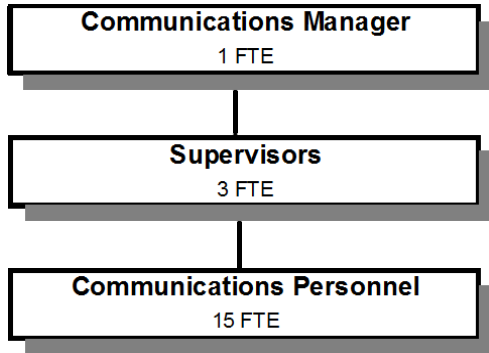 Communications Manager
1 FTE
Supervisors
3 FTE
Communications Personnel
15 FTE